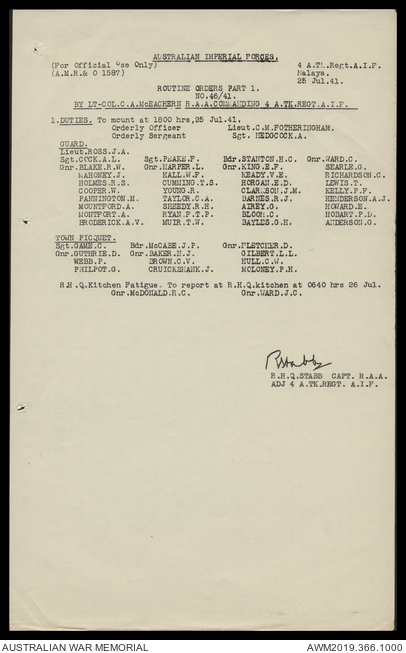 AUSTRALIAN IMPERIAL FORCES.
(For Official Use Only) 4 A.TK.Regt.A.I.F.
(A.M.R.& O 1587) Malaya.
25 Jul.41.
ROUTINE ORDERS PART 1.
NO.46/41.
BY LT-COL.C.A.McEACHERN R.A.A.COMMANDING 4 A.TK.REGT.A.I.F.
1.DUTIES. To mount at 1800 hrs,25 Jul.41.
Orderly Officer Lieut.C.M.FOTHERINGHAM.
Orderly Sergeant Sgt. HEDGCOCK.A.
GUARD.
Lieut.ROSS.J.A.
Sgt.COCK.A.L. Sgt.PEAKE.F. Bdr.STANTON.H.C. Gnr.WARD.C.
Gnr.BLAKE.R.W. Gnr.HARPER.L. Gnr.KING.E.F. SEARLE.G.
MAHONEY.J. HALL.W.F. KEADY.V.E. RICHARDSON.C.
HOLMES.R.S. CUMMING.T.S. HORGAN.E.D. LEWIS.T.
COOPER.W. YOUNG.R. CLARKSON.J.M. KELLY.P.F.
PANNINGTON.M. TAYLOR.C.A. BARNES.R.J. HENDERSON.A.J.
MOUNTFORD.A. SHEEDY.R.H. AIREY.G. HOWARD.E.
MONTFORT.A. RYAN.F.T.P. BLOOM.C. HOBART.P.D.
BRODERICK.A.V. MUIR.T.W. BAYLES.G.H. ANDERSON.G.
TOWN PICQUET.
Sgt.GAME.C. Bdr.McCABE.J.P. Gnr.FLETCHER.D.
Gnr.GUTHRIE.D. Gnr.BAKER.H.J. GILBERT.L.L.
WEBB.P. BROWN.C.V. HULL.C.W.
PHILPOT.G. CRUICKSHANK.J. MOLONEY.P.H.
R.H.Q.Kitchen Fatigue. To report at R.H.Q.kitchen at 0640 hrs 26 Jul.
Gnr.McDONALD.R.C. Gnr.WARD.J.C.
RStabb
R.H.Q.STABB CAPT. R.A.A.
ADJ 4 A.TK.REGT. A.I.F.
AUSTRALIAN WAR MEMORIAL AWM2019.366.1000